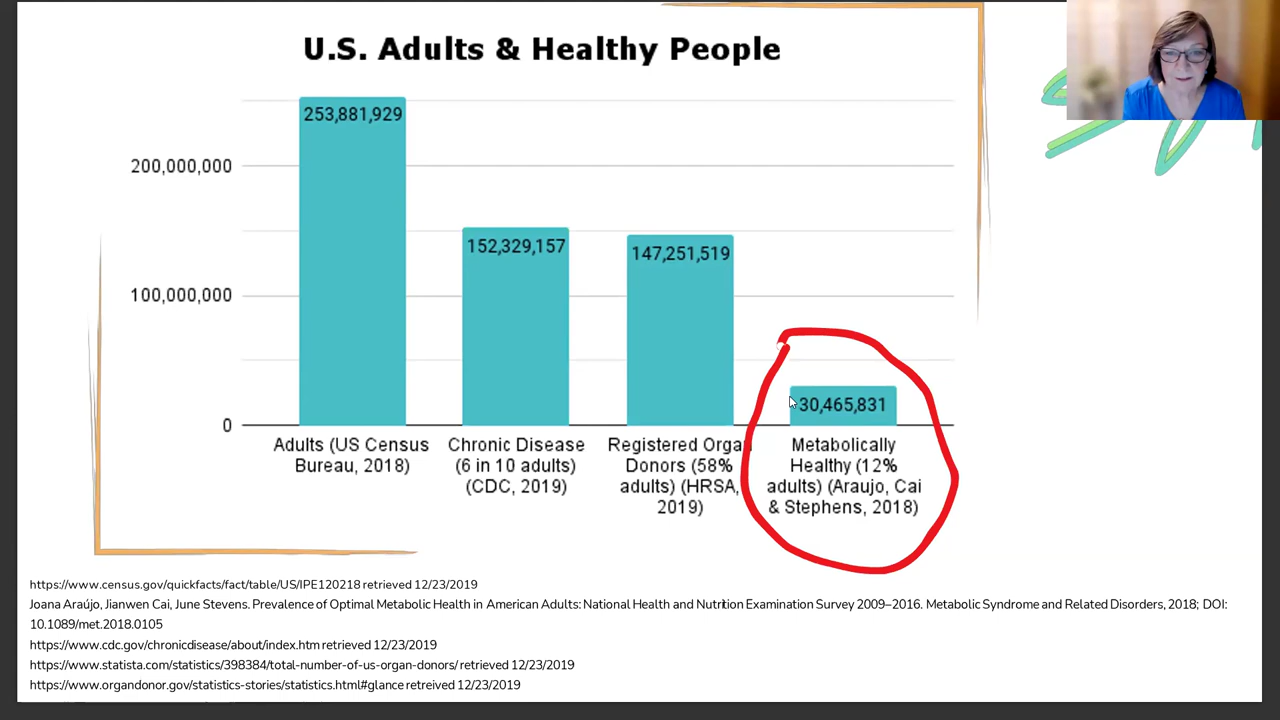 U.S. Adults & Healthy People
253,881,929
200,000,000
152,329,157
147,251,519
100,000,000
30,465,831
0
Adults (US Census
Bureau, 2018)
Chronic Disease
(6 in 10 adults)
(CDC, 2019)
Registered Organ
Donors (58%
adults) (HRSA,
2019)
Metabolically
Healthy (12%
adults) (Araujo, Cai
& Stephens, 2018)
https://www.census.gov/quickfacts/fact/table/US/IPE120218 retrieved 12/23/2019
Joana Araújo, Jianwen Cai, June Stevens. Prevalence of Optimal Metabolic Health in American Adults: National Health and Nutrition Examination Survey 2009–2016. Metabolic Syndrome and Related Disorders, 2018; DOI:
10.1089/met.2018.0105
https://www.cdc.gov/chronicdisease/about/index.htm retrieved 12/23/2019
https://www.statista.com/statistics/398384/total-number-of-us-organ-donors/ retrieved 12/23/2019
https://www.organdonor.gov/statistics-stories/statistics.html#glance retreived 12/23/2019